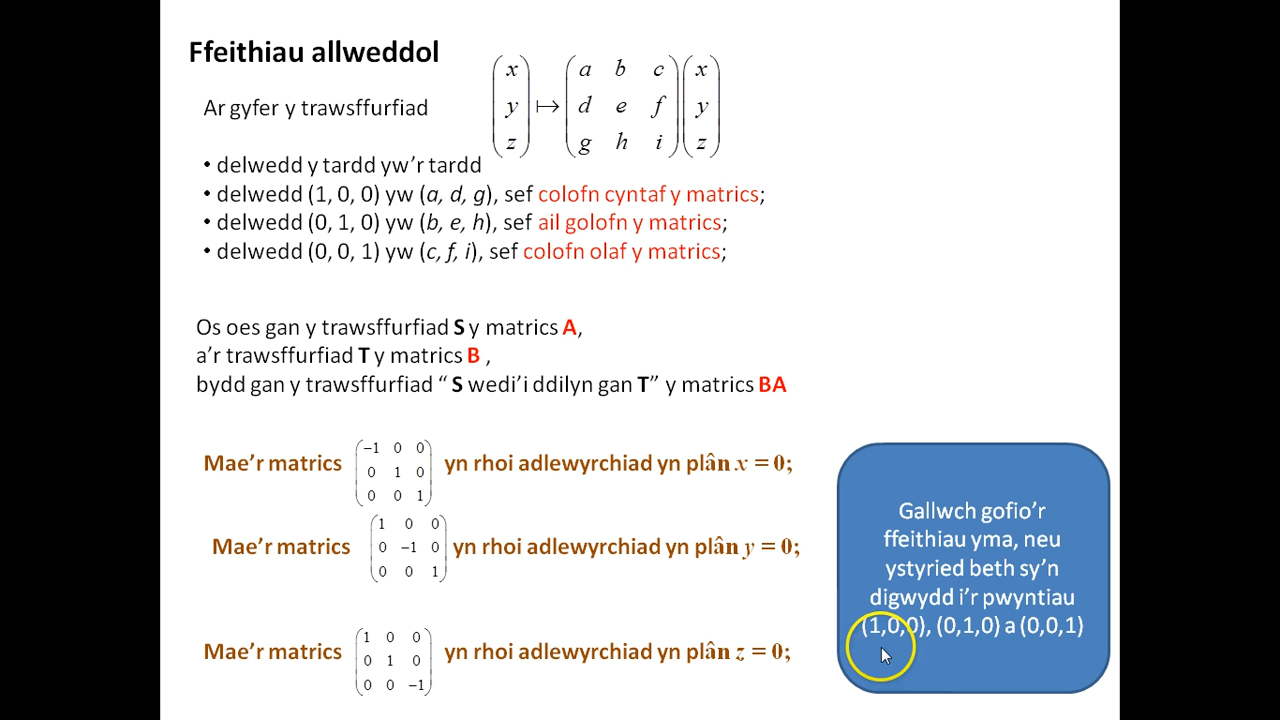 Ffeithiau allweddol
Ar gyfer y trawsffurfiad (x y z) ↦ (a b c / d e f / g h i) (x y z)
• delwedd y tardd yw'r tardd
• delwedd (1, 0, 0) yw (a, d, g), sef colofn cyntaf y matrics;
• delwedd (0, 1, 0) yw (b, e, h), sef ail golofn y matrics;
• delwedd (0, 0, 1) yw (c, f, i), sef colofn olaf y matrics;
Os oes gan y trawsffurfiad S y matrics A,
a'r trawsffurfiad T y matrics B ,
bydd gan y trawsffurfiad “ S wedi'i ddilyn gan T” y matrics BA
Mae'r matrics (−1 0 0 / 0 1 0 / 0 0 1) yn rhoi adlewyrchiad yn plân x = 0;
Mae'r matrics (1 0 0 / 0 −1 0 / 0 0 1) yn rhoi adlewyrchiad yn plân y = 0;
Mae'r matrics (1 0 0 / 0 1 0 / 0 0 −1) yn rhoi adlewyrchiad yn plân z = 0;
Gallwch gofio'r
ffeithiau yma, neu
ystyried beth sy'n
digwydd i'r pwyntiau
(1,0,0), (0,1,0) a (0,0,1)